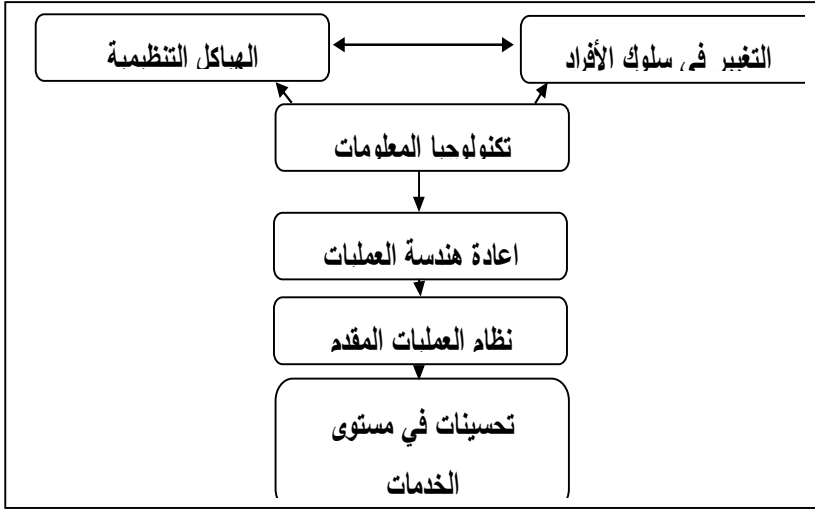 التغيير في سلوك الأفراد
الهياكل التنظيمية
تكنولوجيا المعلومات
اعادة هندسة العمليات
نظام العمليات المقدم
تحسينات في مستوى
الخدمات